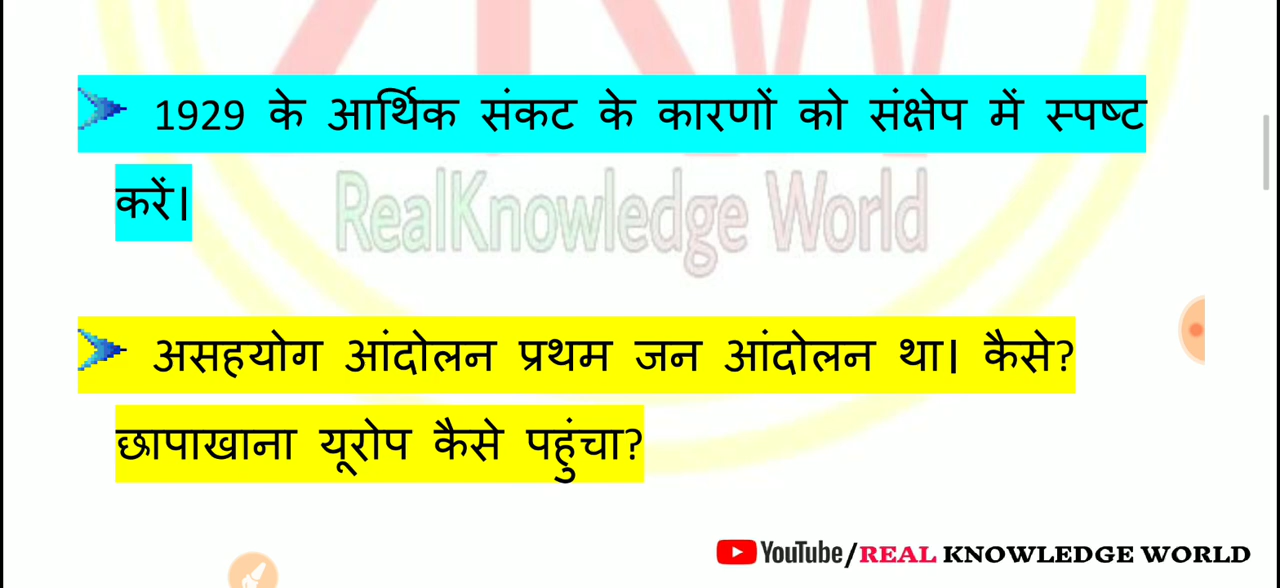 1929 के आर्थिक संकट के कारणों को संक्षेप में स्पष्ट
करें।
RealKnowledge World
असहयोग आंदोलन प्रथम जन आंदोलन था। कैसे?
छापाखाना यूरोप कैसे पहुंचा?
YouTube/REAL KNOWLEDGE WORLD